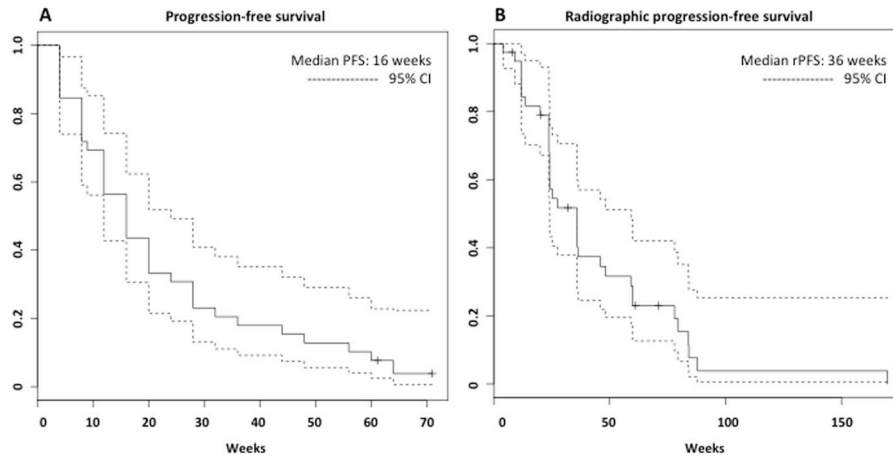 A
Progression-free survival
Median PFS: 16 weeks
95% CI
1.0
0.8
0.6
0.4
0.2
0
0 10 20 30 40 50 60 70
Weeks
B
Radiographic progression-free survival
Median rPFS: 36 weeks
95% CI
1.0
0.8
0.6
0.4
0.2
0
0 50 100 150
Weeks